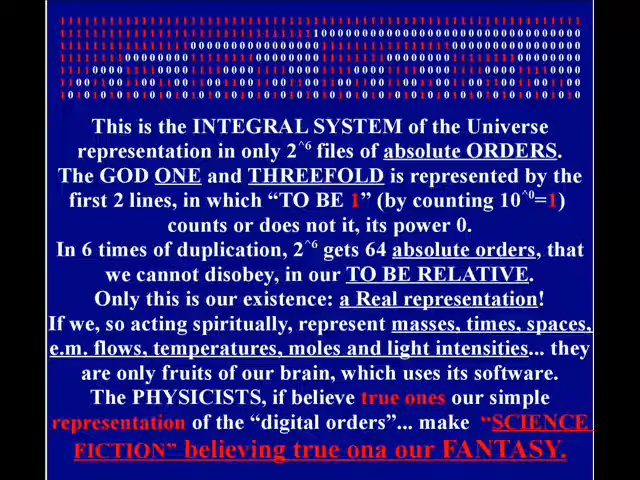 This is the INTEGRAL SYSTEM of the Universe
representation in only 2^6 files of absolute ORDERS.
The GOD ONE and THREEFOLD is represented by the
first 2 lines, in which “TO BE 1” (by counting 10^0=1)
counts or does not it, its power 0.
In 6 times of duplication, 2^6 gets 64 absolute orders, that
we cannot disobey, in our TO BE RELATIVE.
Only this is our existence: a Real representation!
If we, so acting spiritually, represent masses, times, spaces,
e.m. flows, temperatures, moles and light intensities... they
are only fruits of our brain, which uses its software.
The PHYSICISTS, if believe true ones our simple
representation of the “digital orders”... make “SCIENCE
FICTION” believing true ona our FANTASY.